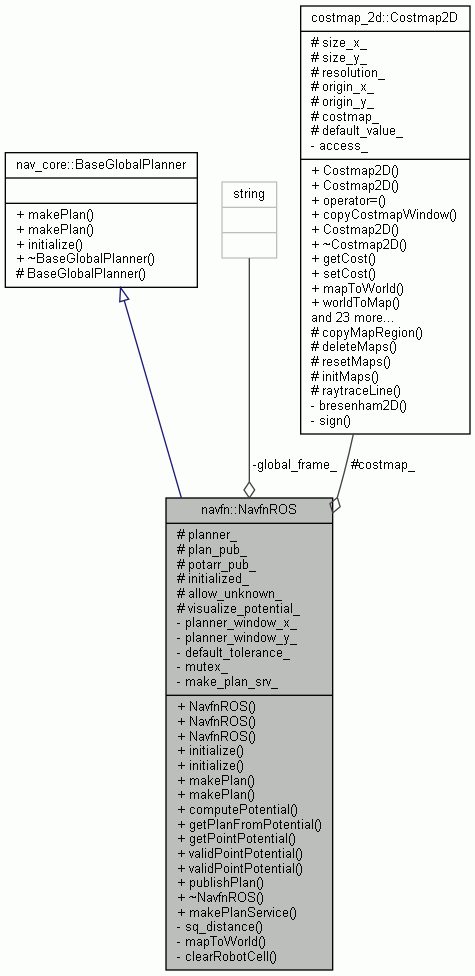 costmap_2d::Costmap2D
# size_x_
# size_y_
# resolution_
# origin_x_
# origin_y_
# costmap_
# default_value_
- access_
+ Costmap2D()
+ Costmap2D()
+ operator=()
+ copyCostmapWindow()
+ Costmap2D()
+ ~Costmap2D()
+ getCost()
+ setCost()
+ mapToWorld()
+ worldToMap()
and 23 more...
# copyMapRegion()
# deleteMaps()
# resetMaps()
# initMaps()
# raytraceLine()
- bresenham2D()
- sign()
nav_core::BaseGlobalPlanner
+ makePlan()
+ makePlan()
+ initialize()
+ ~BaseGlobalPlanner()
# BaseGlobalPlanner()
string
-global_frame_
#costmap_
navfn::NavfnROS
# planner_
# plan_pub_
# potarr_pub_
# initialized_
# allow_unknown_
# visualize_potential_
- planner_window_x_
- planner_window_y_
- default_tolerance_
- mutex_
- make_plan_srv_
+ NavfnROS()
+ NavfnROS()
+ NavfnROS()
+ initialize()
+ initialize()
+ makePlan()
+ makePlan()
+ computePotential()
+ getPlanFromPotential()
+ getPointPotential()
+ validPointPotential()
+ validPointPotential()
+ publishPlan()
+ ~NavfnROS()
+ makePlanService()
- sq_distance()
- mapToWorld()
- clearRobotCell()